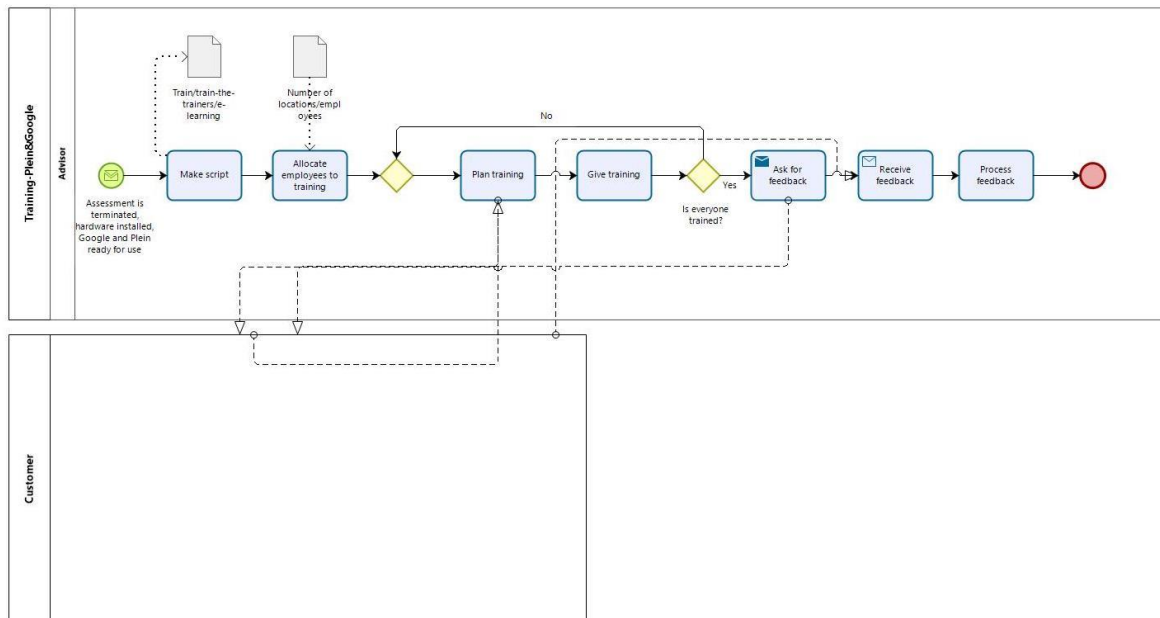 Training-Plein&Google
Advisor
Train/train-the-
trainers/e-
learning
Number of
locations/empl
oyees
No
Make script
Allocate
employees to
training
Plan training
Give training
Yes
Ask for
feedback
Receive
feedback
Process
feedback
Assessment is
terminated,
hardware installed,
Google and Plein
ready for use
Is everyone
trained?
Customer